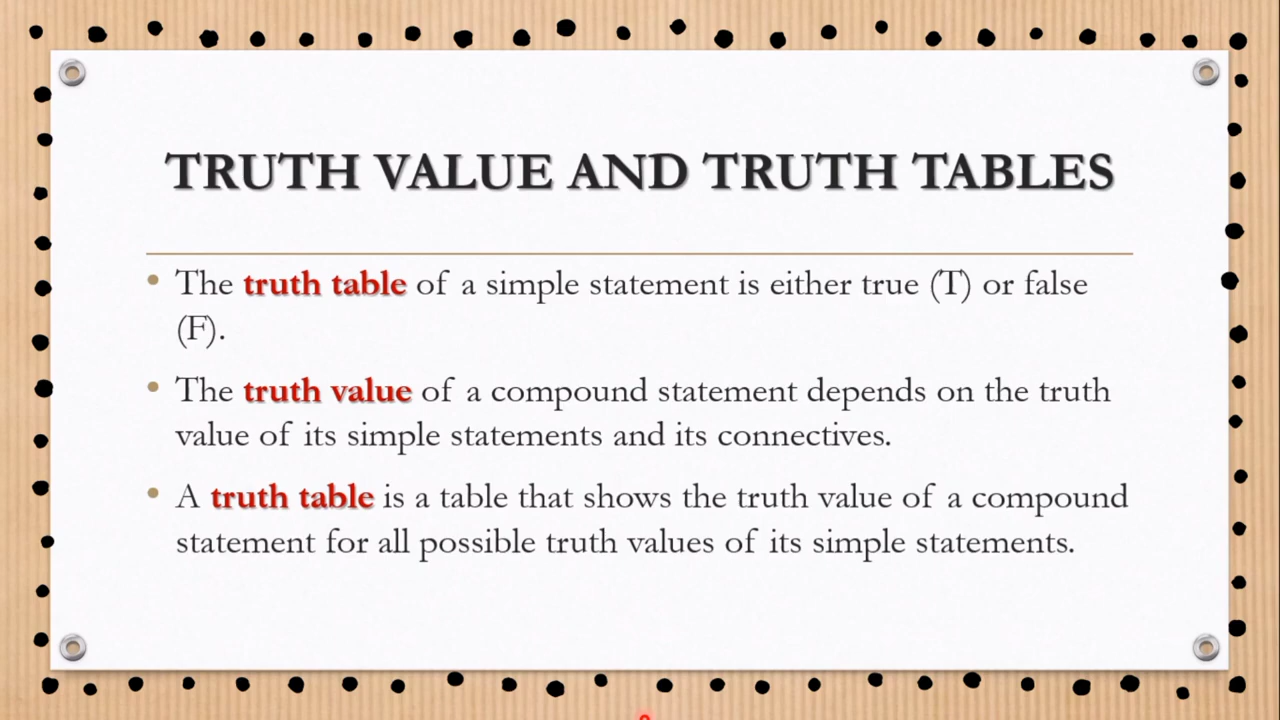 TRUTH VALUE AND TRUTH TABLES
• The truth table of a simple statement is either true (T) or false
(F).
• The truth value of a compound statement depends on the truth
value of its simple statements and its connectives.
• A truth table is a table that shows the truth value of a compound
statement for all possible truth values of its simple statements.